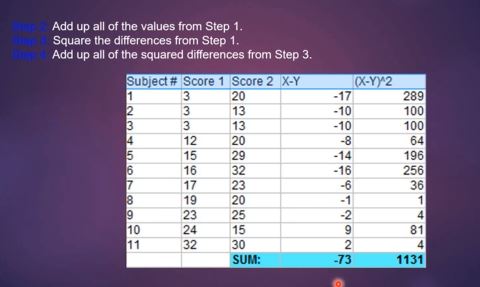 Step 2: Add up all of the values from Step 1.
Step 3: Square the differences from Step 1.
Step 4: Add up all of the squared differences from Step 3.
Subject # Score 1 Score 2 X-Y (X-Y)^2
1 3 20 -17 289
2 3 13 -10 100
3 3 13 -10 100
4 12 20 -8 64
5 15 29 -14 196
6 16 32 -16 256
7 17 23 -6 36
8 19 20 -1 1
9 23 25 -2 4
10 24 15 9 81
11 32 30 2 4
SUM: -73 1131